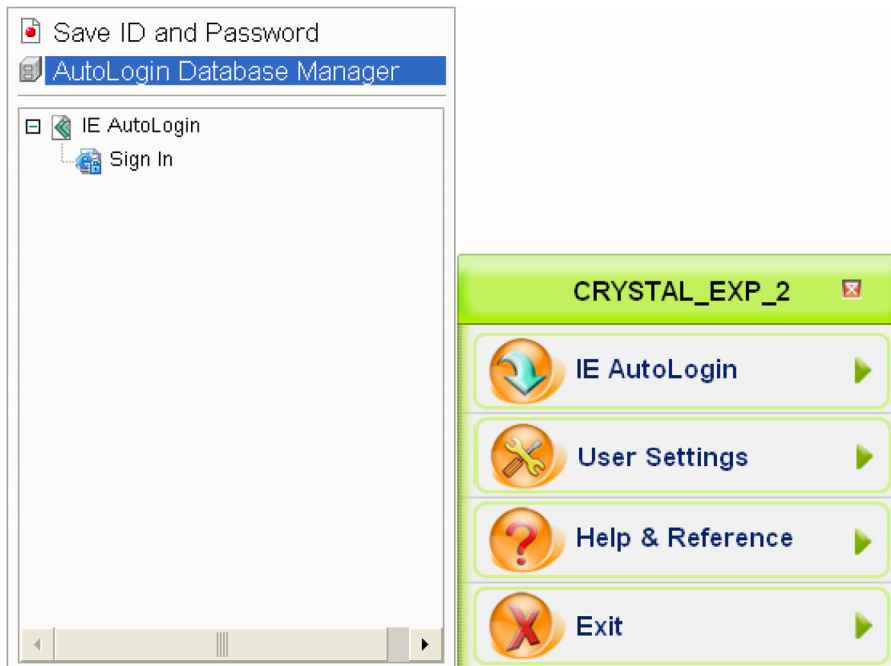 Save ID and Password
AutoLogin Database Manager
IE AutoLogin
Sign In
CRYSTAL_EXP_2
IE AutoLogin
User Settings
Help & Reference
Exit